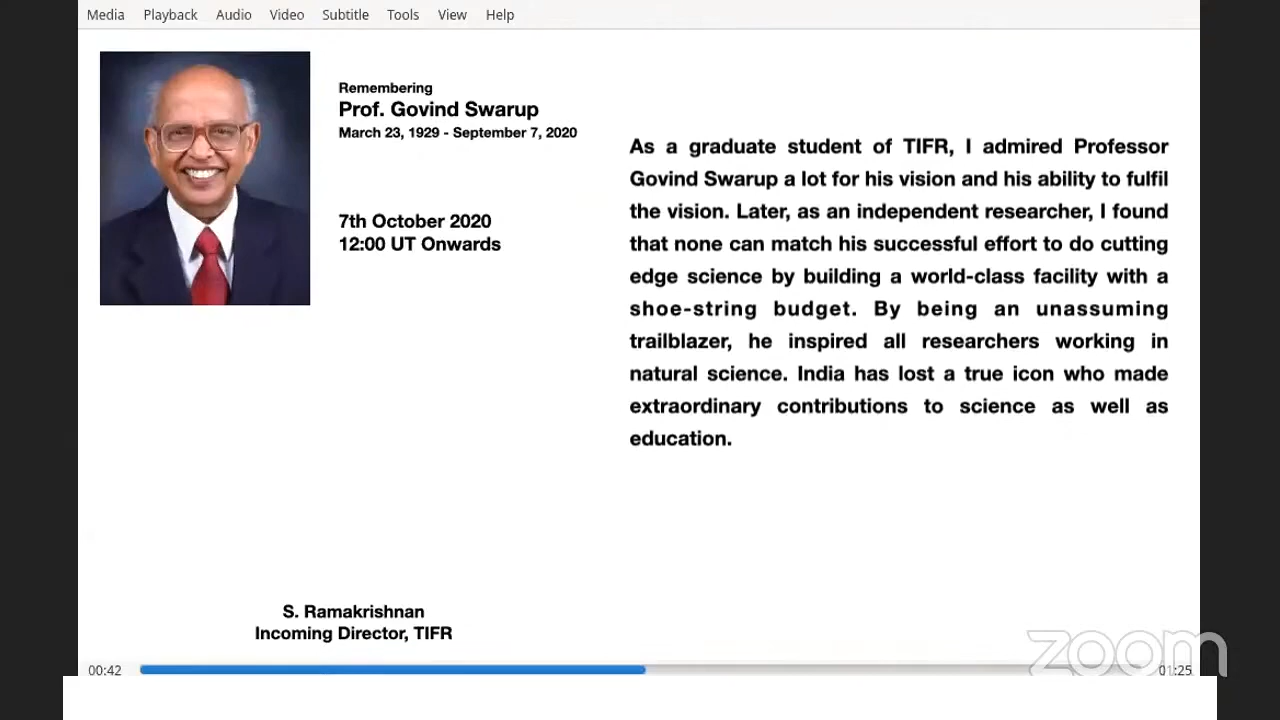 Media Playback Audio Video Subtitle Tools View Help
Remembering
Prof. Govind Swarup
March 23, 1929 - September 7, 2020
7th October 2020
12:00 UT Onwards
As a graduate student of TIFR, I admired Professor
Govind Swarup a lot for his vision and his ability to fulfil
the vision. Later, as an independent researcher, I found
that none can match his successful effort to do cutting
edge science by building a world-class facility with a
shoe-string budget. By being an unassuming
trailblazer, he inspired all researchers working in
natural science. India has lost a true icon who made
extraordinary contributions to science as well as
education.
S. Ramakrishnan
Incoming Director, TIFR
zoom
00:42 01:25